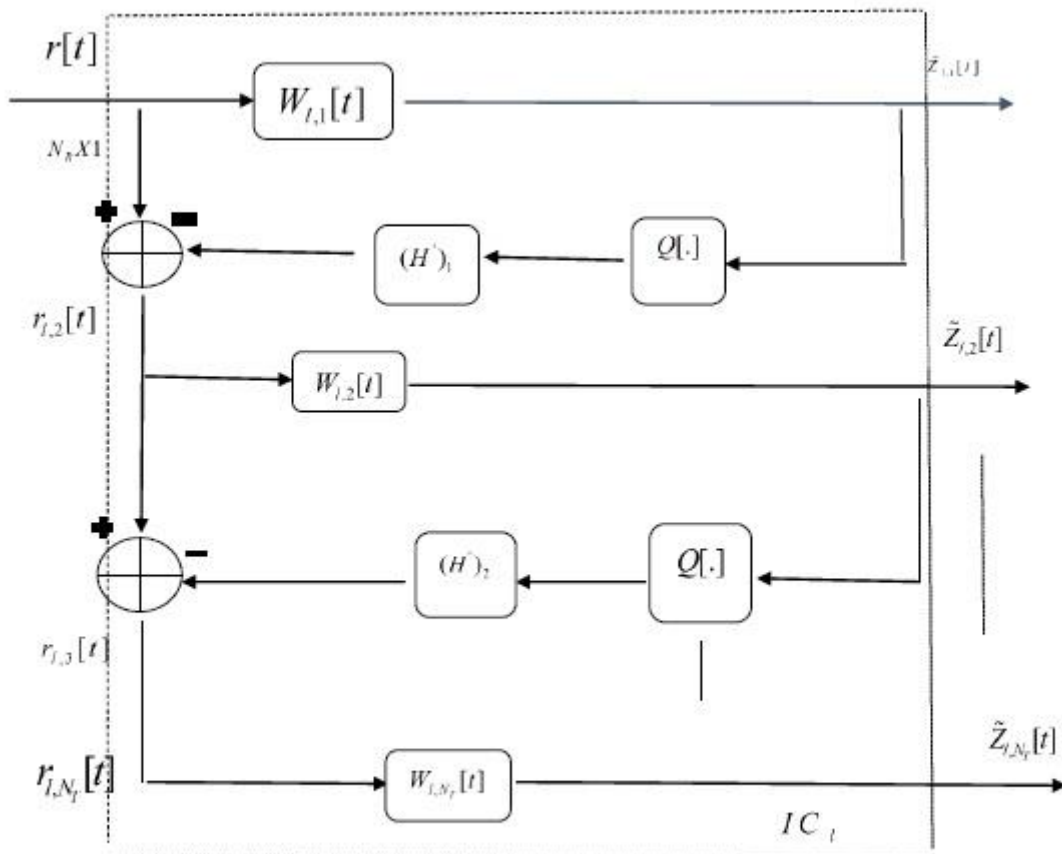 r[t]
W_{l,1}[t]
N_R X1
(H')_1
Q[.]
r_{l,2}[t]
Z̃_{l,2}[t]
W_{l,2}[t]
(H')_2
Q[.]
r_{l,3}[t]
r_{l,N_T}[t]
W_{l,N_T}[t]
Z̃_{l,N_T}[t]
IC_l